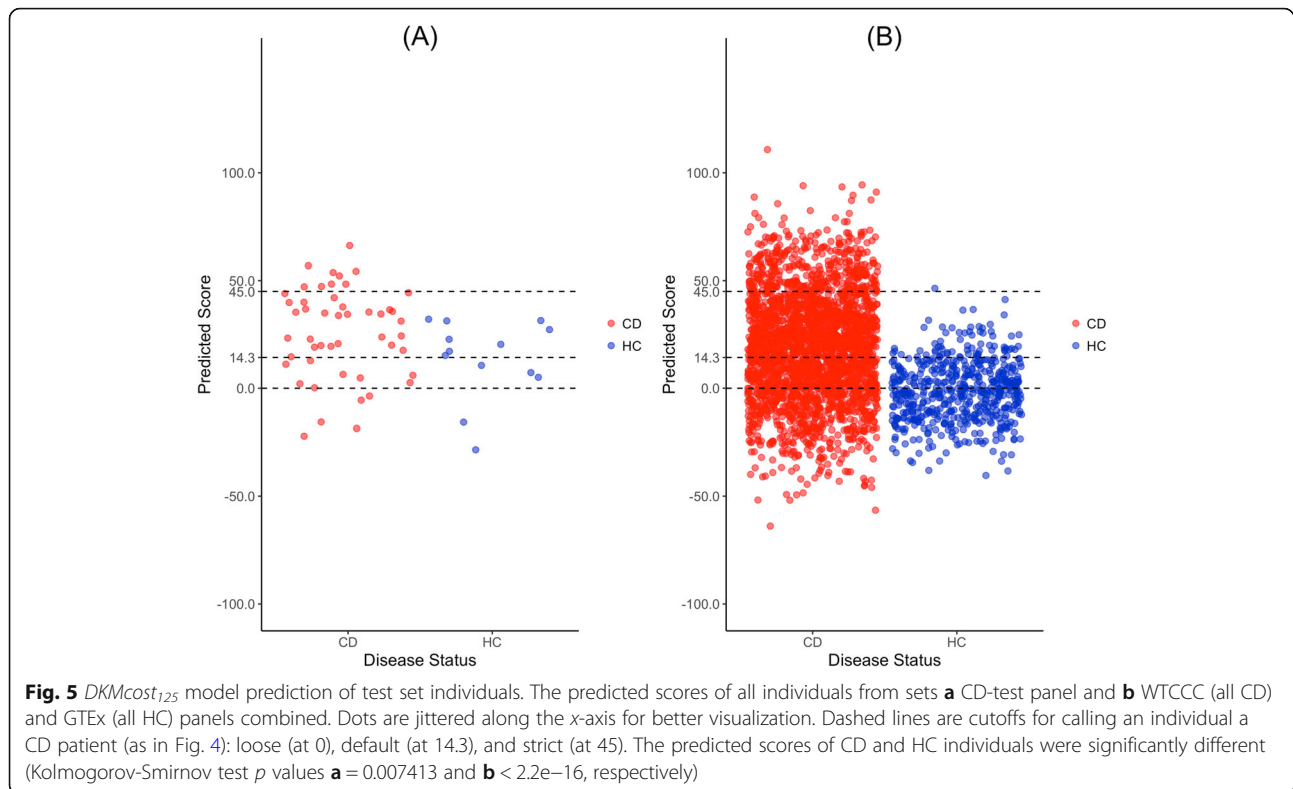 (A)
Predicted Score
100.0
50.0
45.0
14.3
0.0
-50.0
-100.0
CD
HC
CD
HC
Disease Status
(B)
Predicted Score
100.0
50.0
45.0
14.3
0.0
-50.0
-100.0
CD
HC
CD
HC
Disease Status
Fig. 5 DKMcost125 model prediction of test set individuals. The predicted scores of all individuals from sets a CD-test panel and b WTCCC (all CD)
and GTEx (all HC) panels combined. Dots are jittered along the x-axis for better visualization. Dashed lines are cutoffs for calling an individual a
CD patient (as in Fig. 4): loose (at 0), default (at 14.3), and strict (at 45). The predicted scores of CD and HC individuals were significantly different
(Kolmogorov-Smirnov test p values a = 0.007413 and b < 2.2e−16, respectively)